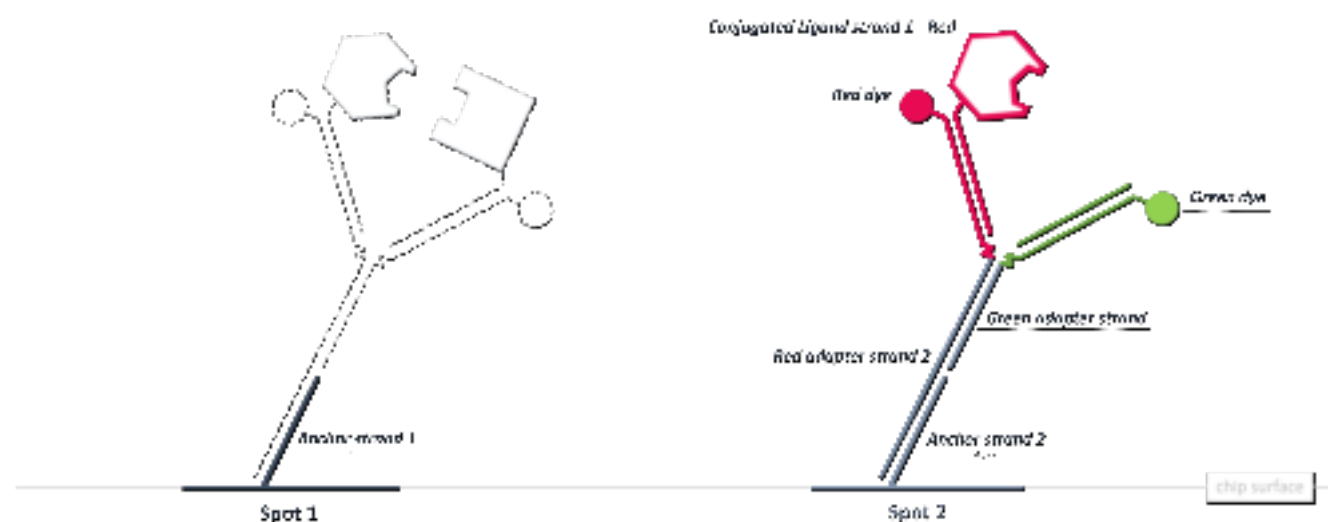 Conjugated Ligand strand 1 Red
Red dye
Green dye
Green adapter strand
Red adapter strand 2
Anchor strand 1
Anchor strand 2
chip surface
Spot 1
Spot 2